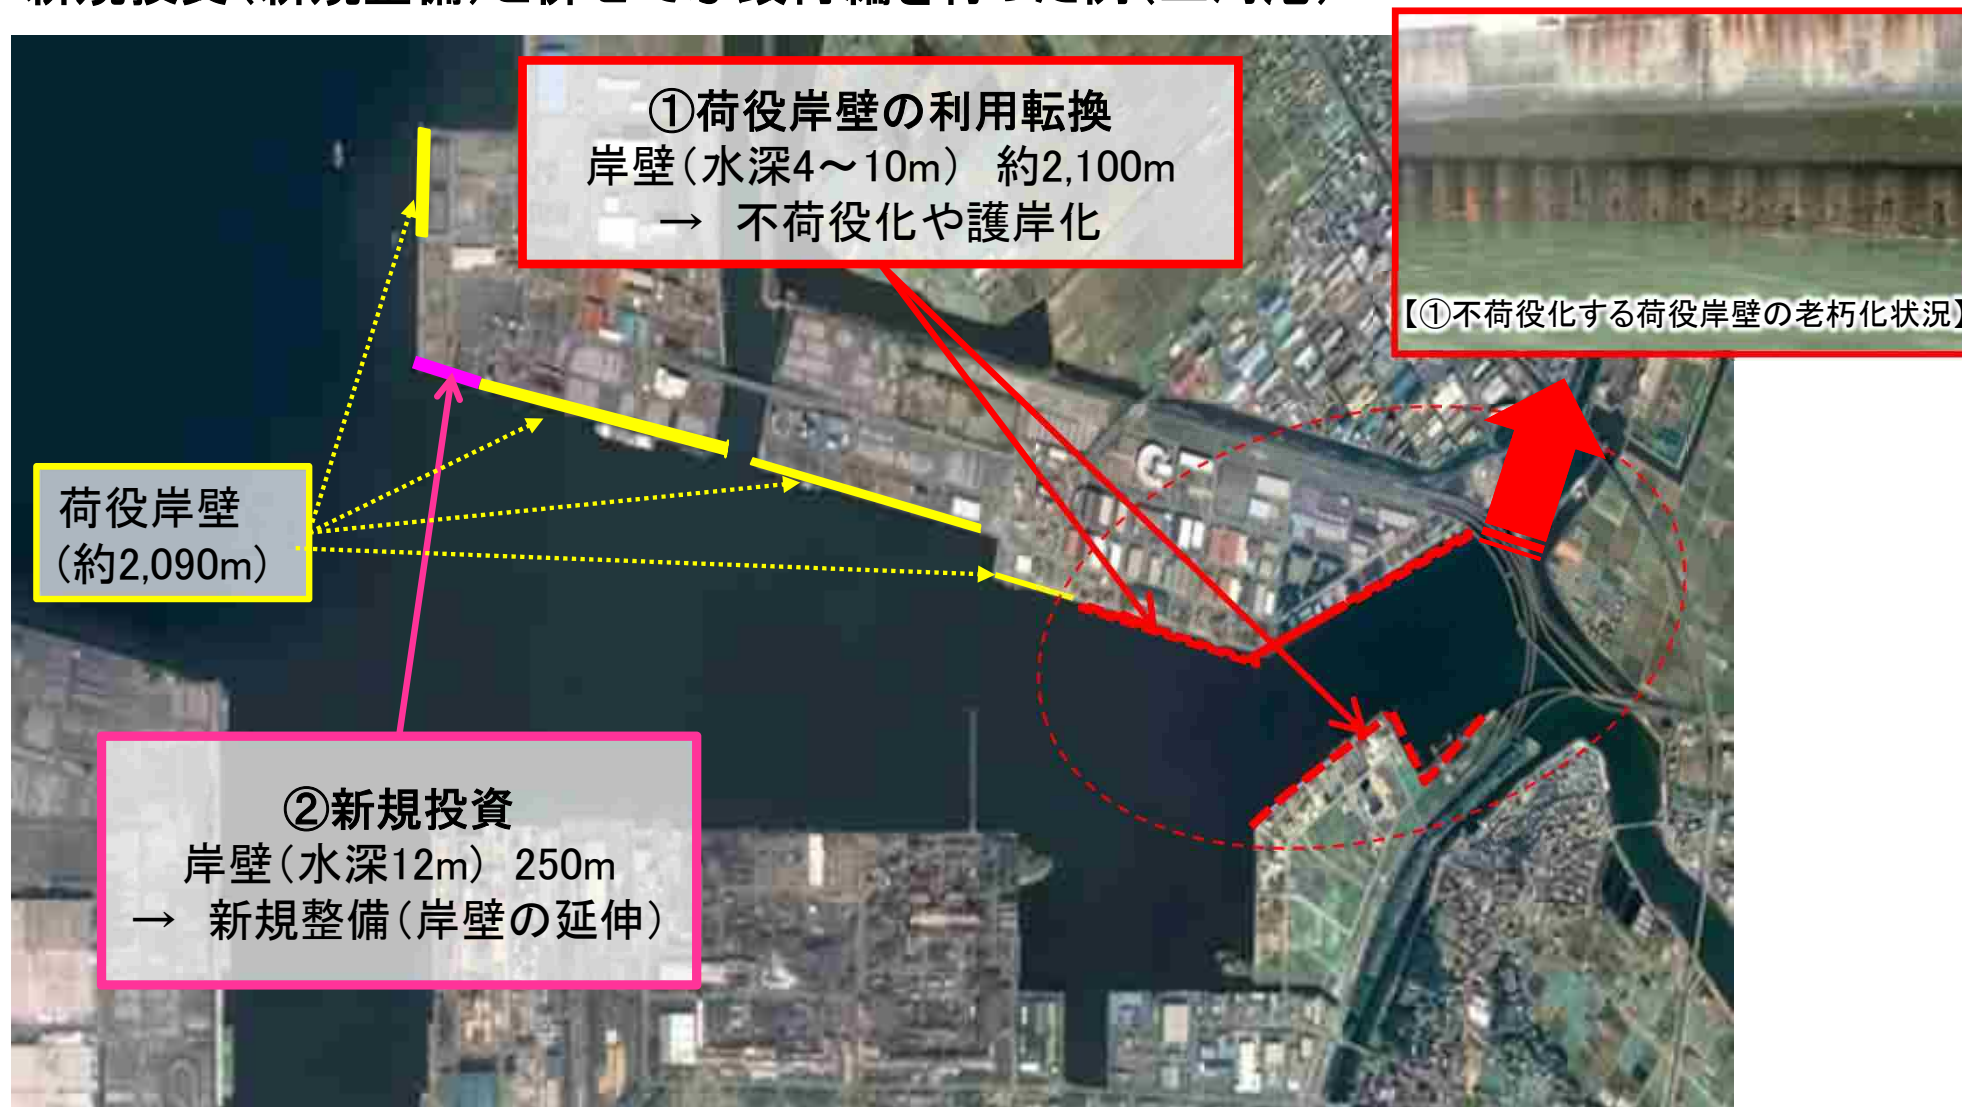 ①荷役岸壁の利用転換
岸壁(水深4～10m) 約2,100m
→ 不荷役化や護岸化
【①不荷役化する荷役岸壁の老朽化状況】
荷役岸壁
(約2,090m)
②新規投資
岸壁(水深12m) 250m
→ 新規整備(岸壁の延伸)